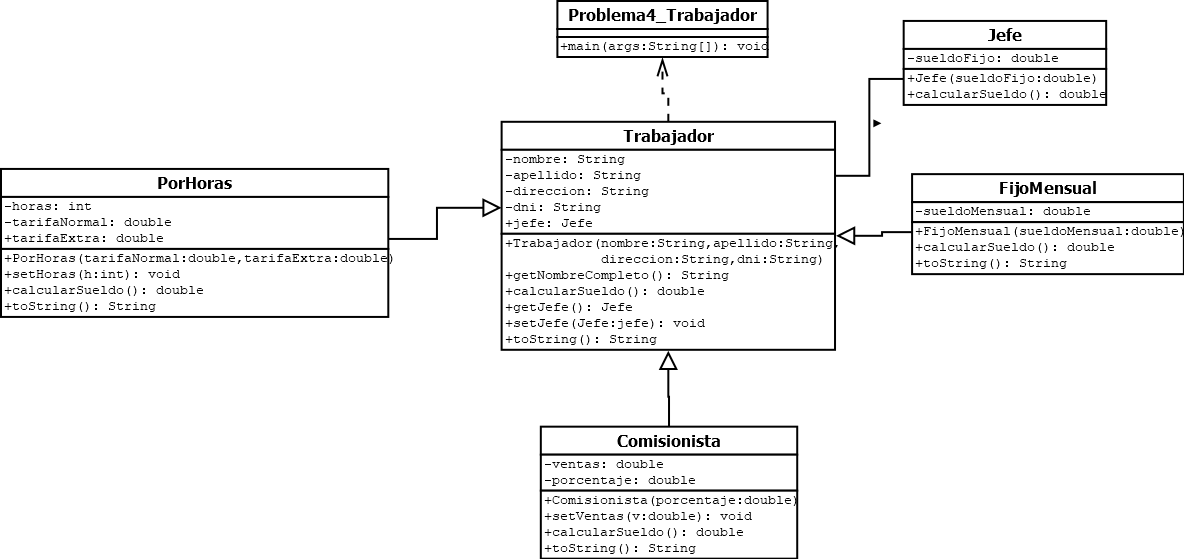 Problema4_Trabajador
+main(args:String[]): void
Jefe
-sueldoFijo: double
+Jefe(sueldoFijo:double)
+calcularSueldo(): double
Trabajador
-nombre: String
-apellido: String
-direccion: String
-dni: String
+jefe: Jefe
+Trabajador(nombre:String,apellido:String,
direccion:String,dni:String)
+getNombreCompleto(): String
+calcularSueldo(): double
+getJefe(): Jefe
+setJefe(Jefe:jefe): void
+toString(): String
PorHoras
-horas: int
-tarifaNormal: double
+tarifaExtra: double
+PorHoras(tarifaNormal:double,tarifaExtra:double)
+setHoras(h:int): void
+calcularSueldo(): double
+toString(): String
FijoMensual
-sueldoMensual: double
+FijoMensual(sueldoMensual:double)
+calcularSueldo(): double
+toString(): String
Comisionista
-ventas: double
-porcentaje: double
+Comisionista(porcentaje:double)
+setVentas(v:double): void
+calcularSueldo(): double
+toString(): String